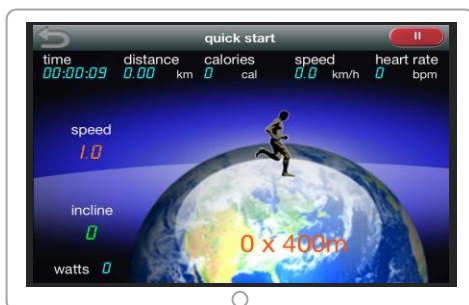 quick start
time distance calories speed heart rate
00:00:09 0.00 km 0 cal 0.0 km/h 0 bpm
speed
1.0
incline
0
0 x 400m
watts 0